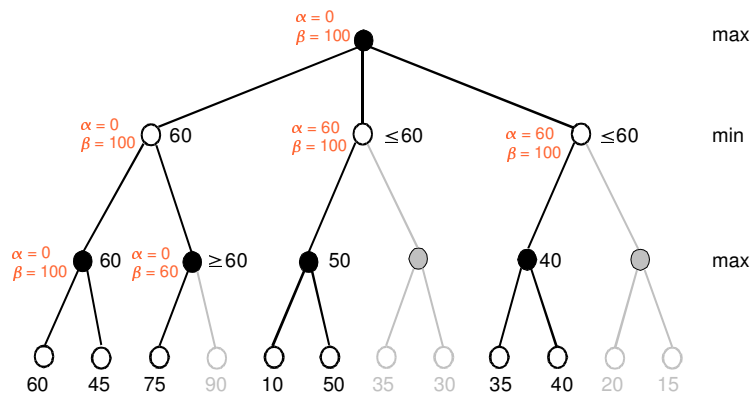 α = 0
β = 100
max
α = 0
β = 100
60
α = 60
β = 100
≤60
α = 60
β = 100
≤60
min
α = 0
β = 100
60
α = 0
β = 60
≥60
50
40
max
60 45 75 90 10 50 35 30 35 40 20 15